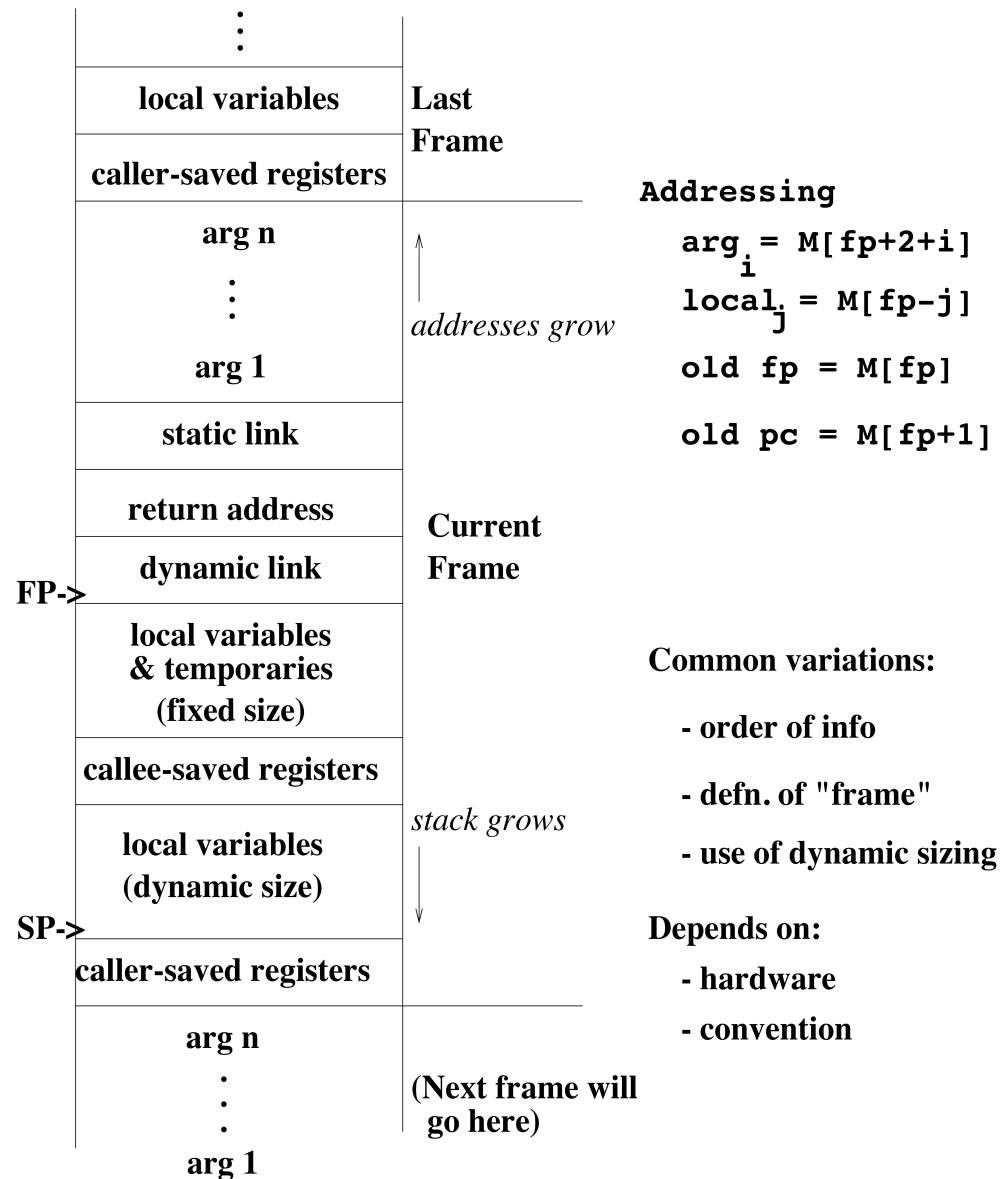 local variables
caller-saved registers
arg n
arg 1
static link
return address
dynamic link
FP->
local variables
& temporaries
(fixed size)
callee-saved registers
local variables
(dynamic size)
SP->
caller-saved registers
arg n
arg 1
Last
Frame
addresses grow
Current
Frame
stack grows
(Next frame will
go here)
Addressing
arg i = M[fp+2+i]
local j = M[fp-j]
old fp = M[fp]
old pc = M[fp+1]
Common variations:
- order of info
- defn. of "frame"
- use of dynamic sizing
Depends on:
- hardware
- convention